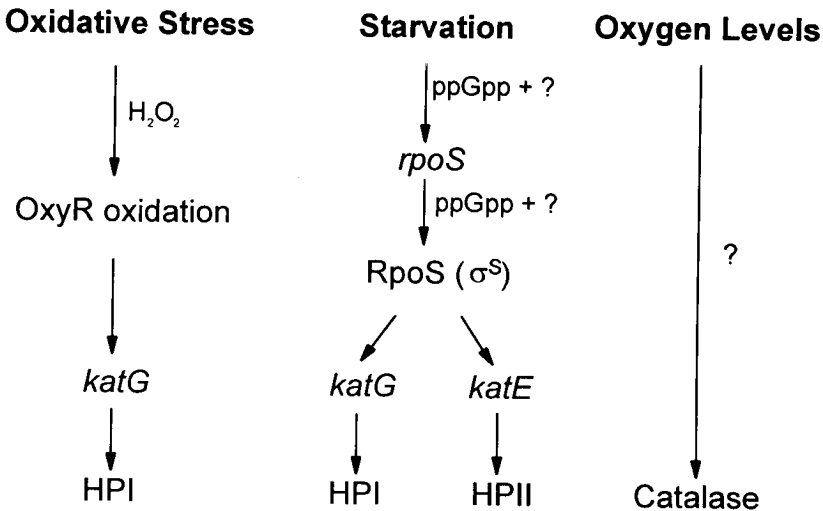 Oxidative Stress
H₂O₂
OxyR oxidation
katG
HPI
Starvation
ppGpp + ?
rpoS
ppGpp + ?
RpoS (σˢ)
katG katE
HPI HPII
Oxygen Levels
?
Catalase